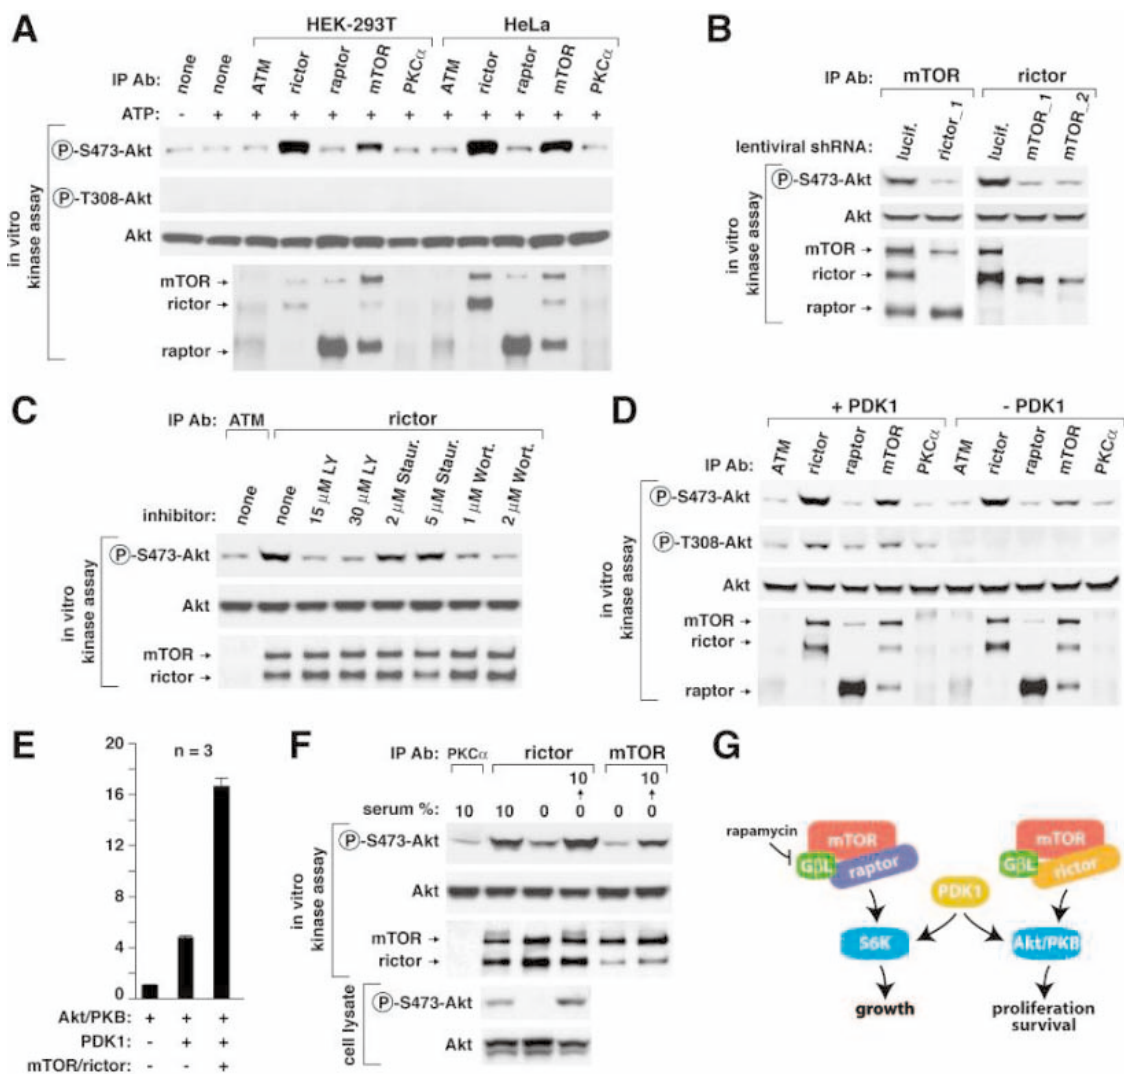 A
HEK-293T HeLa
IP Ab: none none ATM rictor raptor mTOR PKCα ATM rictor raptor mTOR PKCα
ATP: - + + + + + + + + + + +
in vitro kinase assay
Ⓟ-S473-Akt
Ⓟ-T308-Akt
Akt
mTOR →
rictor →
raptor →
B
IP Ab: mTOR rictor
lentiviral shRNA: lucif. rictor_1 lucif. mTOR_1 mTOR_2
in vitro kinase assay
Ⓟ-S473-Akt
Akt
mTOR →
rictor →
raptor →
C
IP Ab: ATM rictor
inhibitor: none none 15 μM LY 30 μM LY 2 μM Staur. 5 μM Staur. 1 μM Wort. 2 μM Wort.
in vitro kinase assay
Ⓟ-S473-Akt
Akt
mTOR →
rictor →
D
+ PDK1 - PDK1
IP Ab: ATM rictor raptor mTOR PKCα ATM rictor raptor mTOR PKCα
in vitro kinase assay
Ⓟ-S473-Akt
Ⓟ-T308-Akt
Akt
mTOR →
rictor →
raptor →
E
n = 3
20
16
12
8
4
0
Akt/PKB: + + +
PDK1: - + +
mTOR/rictor: - - +
F
IP Ab: PKCα rictor mTOR
10 10
serum %: 10 10 0 0 0 0
in vitro kinase assay
Ⓟ-S473-Akt
Akt
mTOR →
rictor →
cell lysate
Ⓟ-S473-Akt
Akt
G
rapamycin
mTOR
GβL
raptor
mTOR
GβL
rictor
PDK1
S6K
Akt/PKB
growth
proliferation
survival